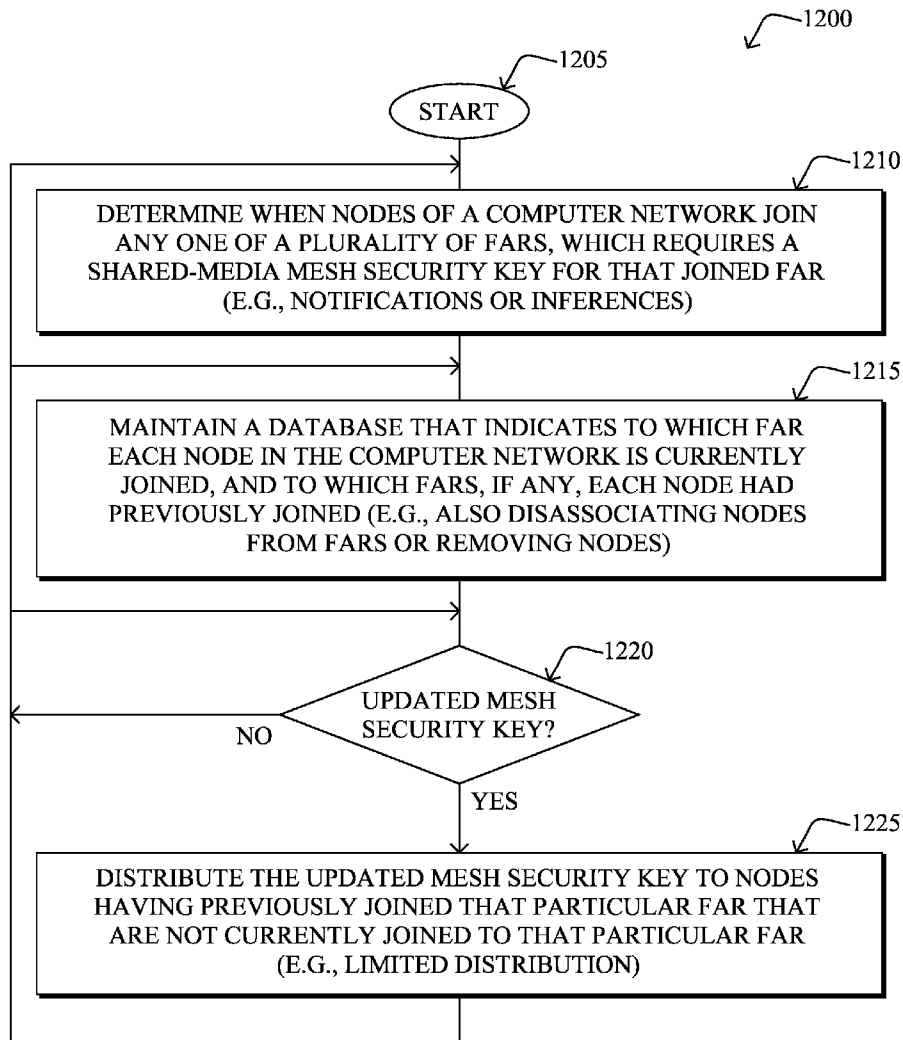 1200
1205
START
1210
DETERMINE WHEN NODES OF A COMPUTER NETWORK JOIN
ANY ONE OF A PLURALITY OF FARS, WHICH REQUIRES A
SHARED-MEDIA MESH SECURITY KEY FOR THAT JOINED FAR
(E.G., NOTIFICATIONS OR INFERENCES)
1215
MAINTAIN A DATABASE THAT INDICATES TO WHICH FAR
EACH NODE IN THE COMPUTER NETWORK IS CURRENTLY
JOINED, AND TO WHICH FARS, IF ANY, EACH NODE HAD
PREVIOUSLY JOINED (E.G., ALSO DISASSOCIATING NODES
FROM FARS OR REMOVING NODES)
1220
UPDATED MESH
SECURITY KEY?
NO
YES
1225
DISTRIBUTE THE UPDATED MESH SECURITY KEY TO NODES
HAVING PREVIOUSLY JOINED THAT PARTICULAR FAR THAT
ARE NOT CURRENTLY JOINED TO THAT PARTICULAR FAR
(E.G., LIMITED DISTRIBUTION)